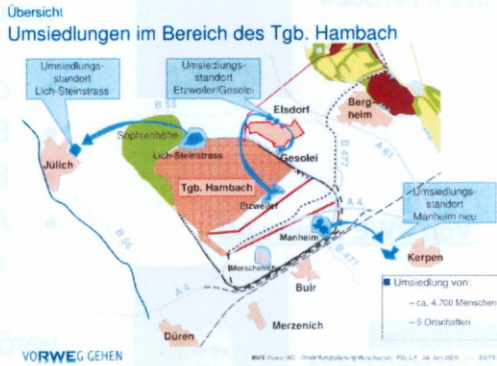 Übersicht
Umsiedlungen im Bereich des Tgb. Hambach
Umsiedlungs-
standort
Lich-Steinstrass
Umsiedlungs-
standort
Etzweiler/Gesolei
B 55
Elsdorf
Berg-
heim
Sophienhöhe
Jülich
Lich-Steinstrass
Gesolei
B 477
A 61
Tgb. Hambach
Etzweiler
A 4
Umsiedlungs-
standort
Manheim neu
B 56
Manheim
B 477
Kerpen
Morschenich
Buir
A 4
Umsiedlung von:
– ca. 4.700 Menschen
– 5 Ortschaften
Merzenich
Düren
VORWEG GEHEN